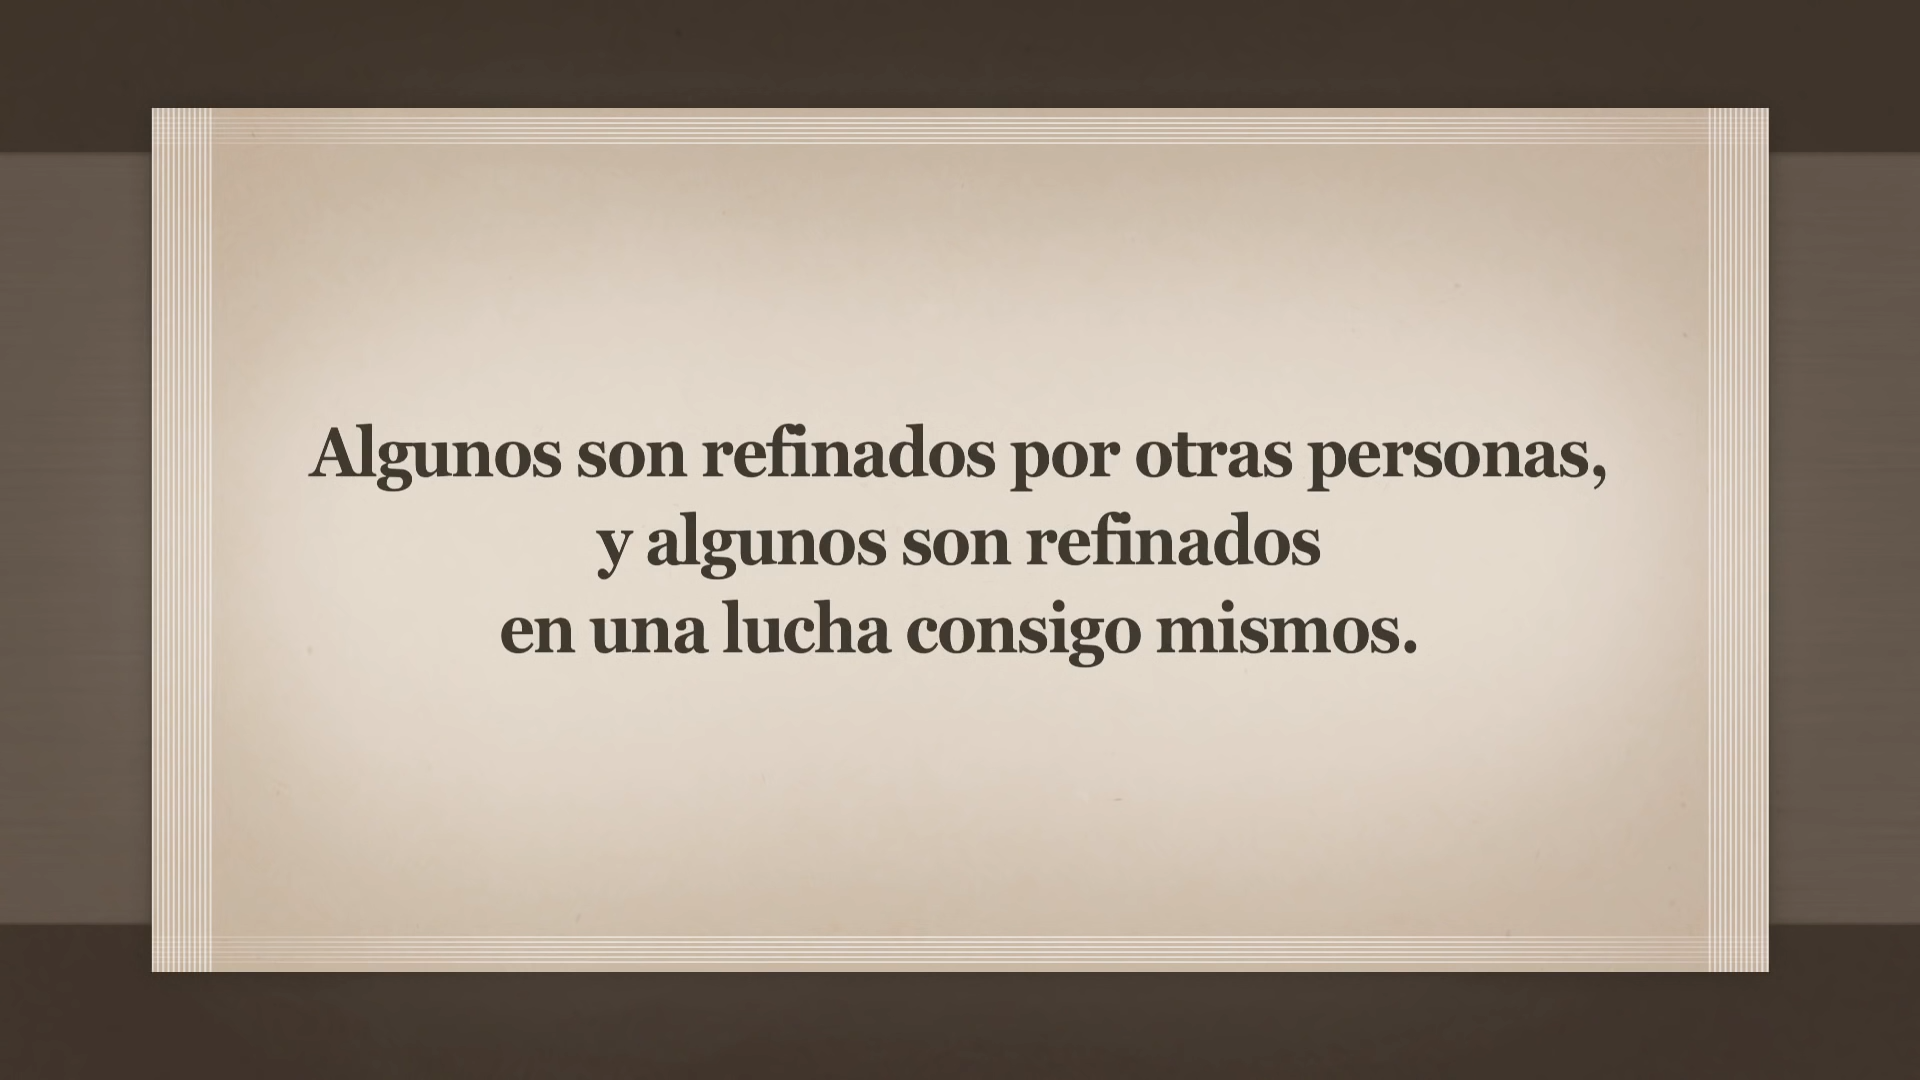 Algunos son refinados por otras personas,
y algunos son refinados
en una lucha consigo mismos.